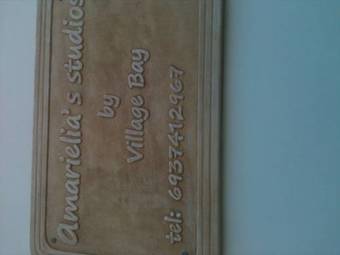 Amarielia's studios
by
Village Bay
tel: 6937412967